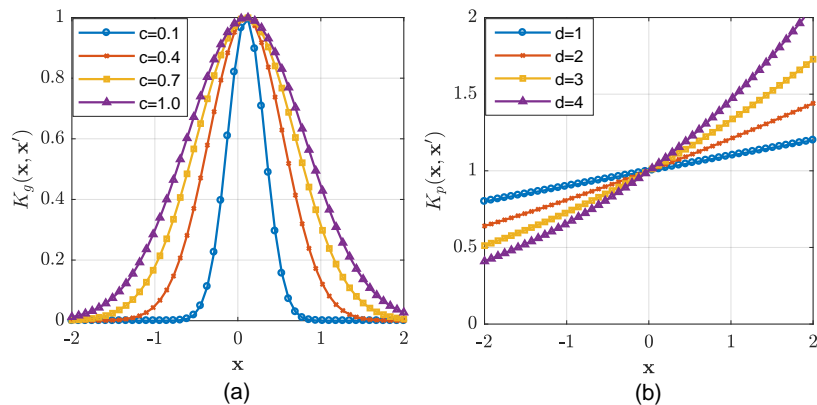 c=0.1
c=0.4
c=0.7
c=1.0
1
0.8
0.6
0.4
0.2
0
K_g(x, x′)
-2 -1 0 1 2
x
(a)
d=1
d=2
d=3
d=4
2
1.5
1
0.5
0
K_p(x, x′)
-2 -1 0 1 2
x
(b)